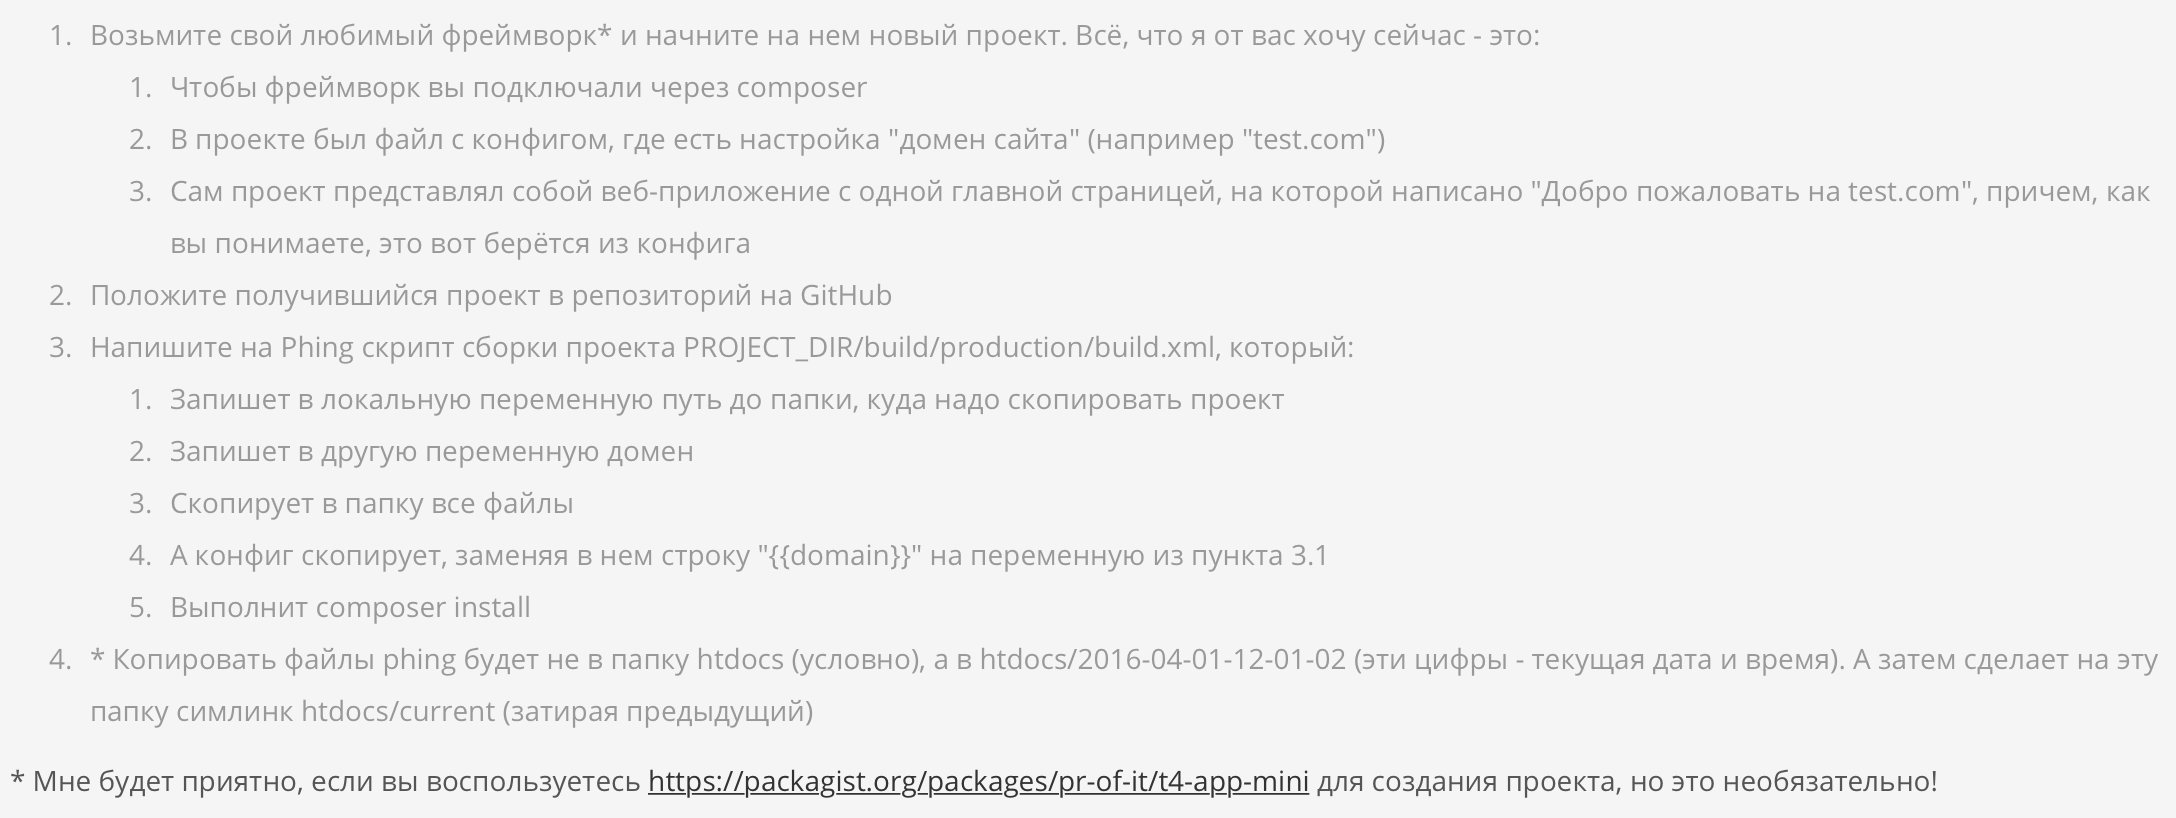 1. Возьмите свой любимый фреймворк* и начните на нем новый проект. Всё, что я от вас хочу сейчас - это:
1. Чтобы фреймворк вы подключали через composer
2. В проекте был файл с конфигом, где есть настройка "домен сайта" (например "test.com")
3. Сам проект представлял собой веб-приложение с одной главной страницей, на которой написано "Добро пожаловать на test.com", причем, как
вы понимаете, это вот берётся из конфига
2. Положите получившийся проект в репозиторий на GitHub
3. Напишите на Phing скрипт сборки проекта PROJECT_DIR/build/production/build.xml, который:
1. Запишет в локальную переменную путь до папки, куда надо скопировать проект
2. Запишет в другую переменную домен
3. Скопирует в папку все файлы
4. А конфиг скопирует, заменяя в нем строку "{{domain}}" на переменную из пункта 3.1
5. Выполнит composer install
4. * Копировать файлы phing будет не в папку htdocs (условно), а в htdocs/2016-04-01-12-01-02 (эти цифры - текущая дата и время). А затем сделает на эту
папку симлинк htdocs/current (затирая предыдущий)
* Мне будет приятно, если вы воспользуетесь https://packagist.org/packages/pr-of-it/t4-app-mini для создания проекта, но это необязательно!